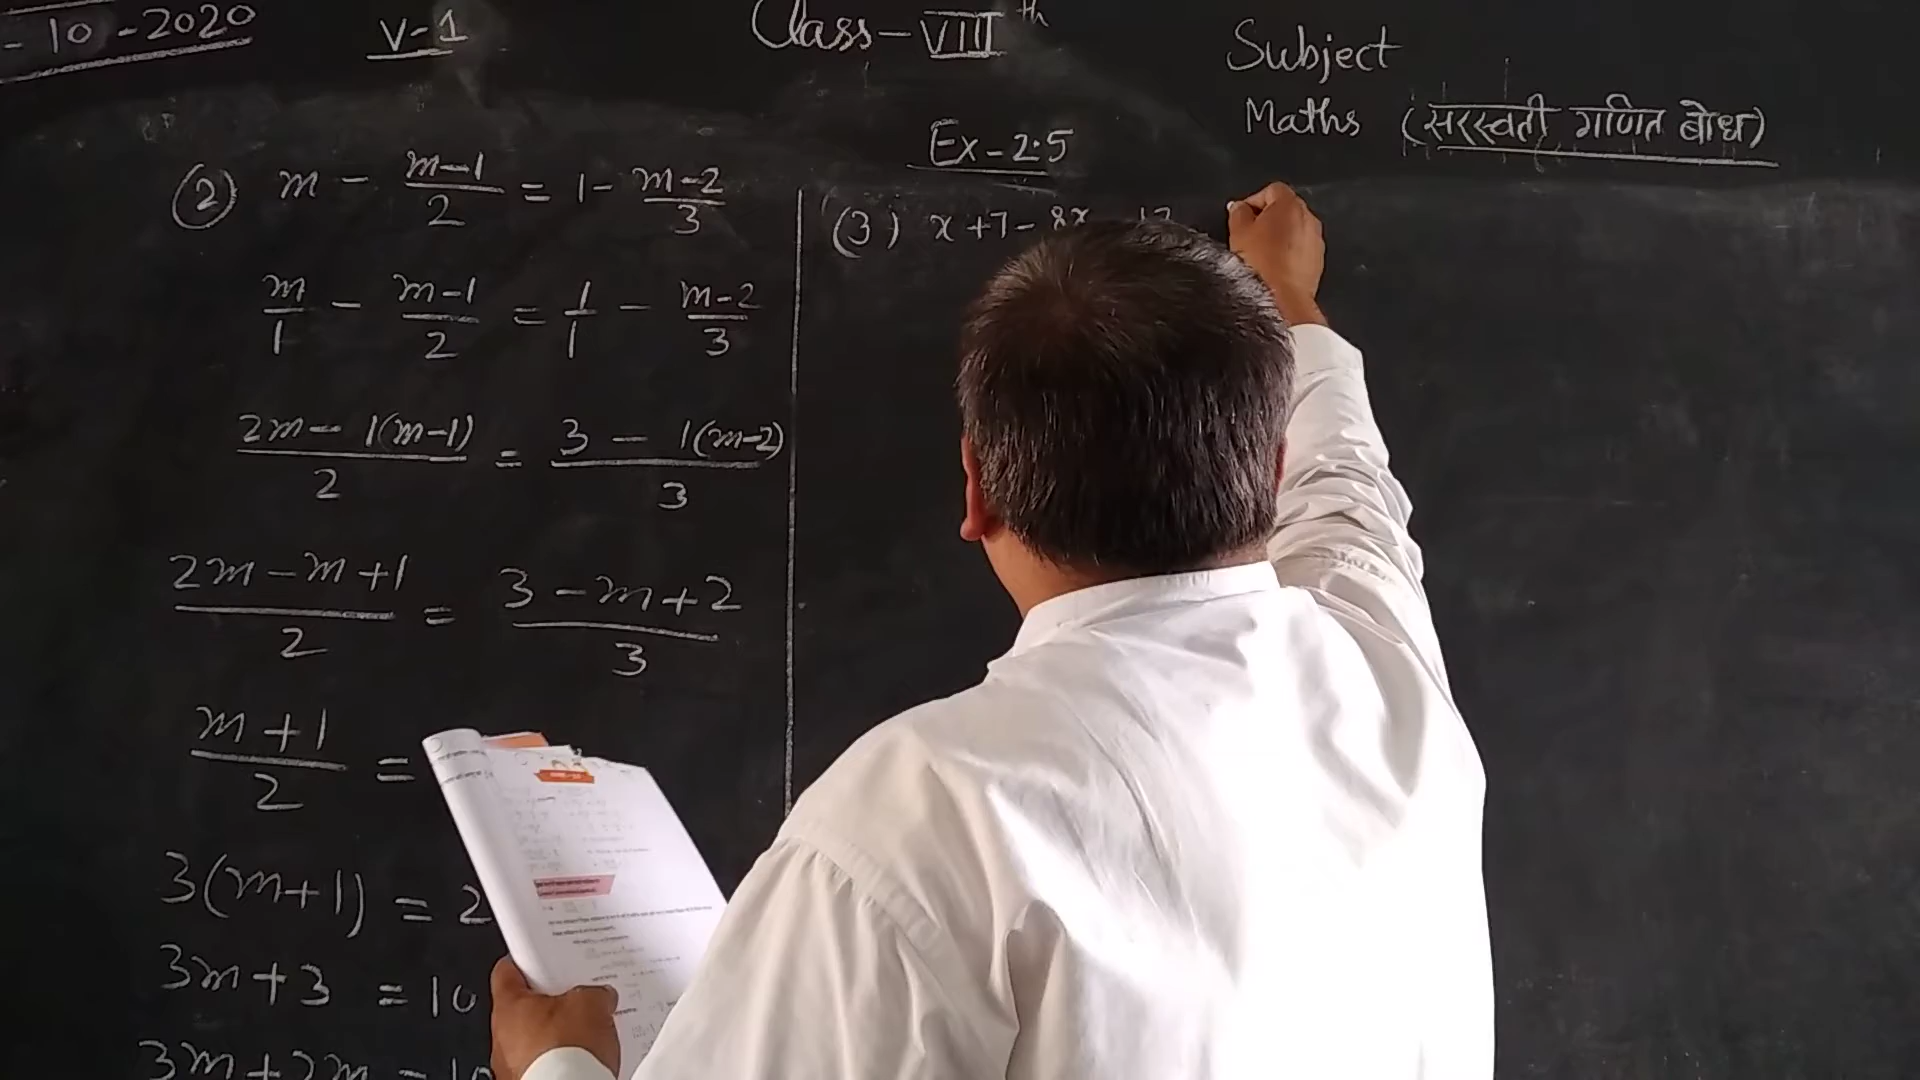 - 10 - 2020
V-1
Class - VIII th
Subject
Maths (सरस्वती गणित बोध)
Ex - 2.5
(2) m - (m-1)/2 = 1 - (m-2)/3
m/1 - (m-1)/2 = 1/1 - (m-2)/3
(2m - 1(m-1))/2 = (3 - 1(m-2))/3
(2m - m + 1)/2 = (3 - m + 2)/3
(m + 1)/2 =
3(m+1) = 2
3m + 3 = 10
3m + 2m = 10
(3) x + 7 - 8x